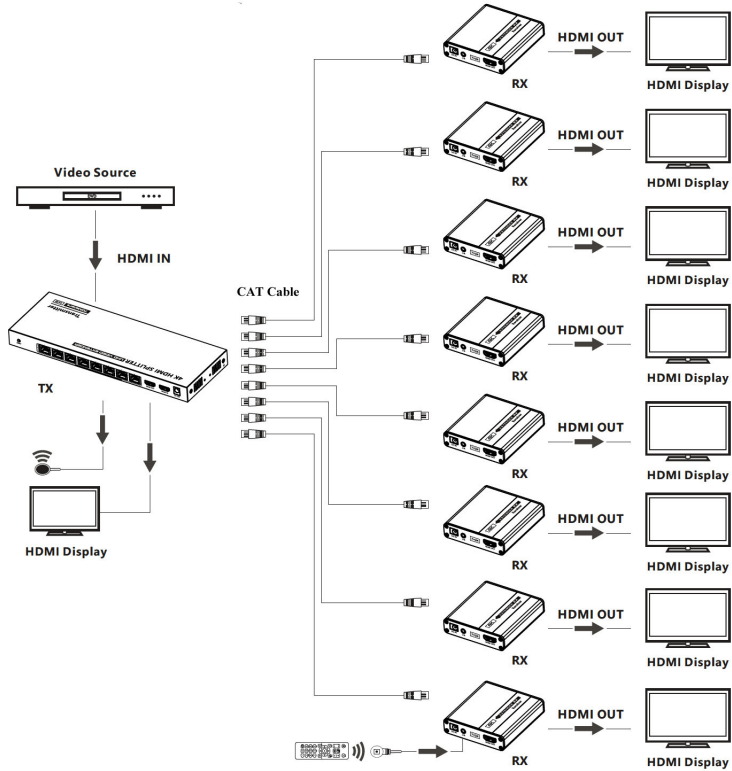 HDMI OUT
RX
HDMI Display
HDMI OUT
RX
HDMI Display
Video Source
DVD
HDMI IN
HDMI OUT
RX
HDMI Display
CAT Cable
Transmitter
4K HDMI SPLITTER
TX
HDMI OUT
RX
HDMI Display
HDMI OUT
RX
HDMI Display
HDMI Display
HDMI OUT
RX
HDMI Display
HDMI OUT
RX
HDMI Display
HDMI OUT
RX
HDMI Display